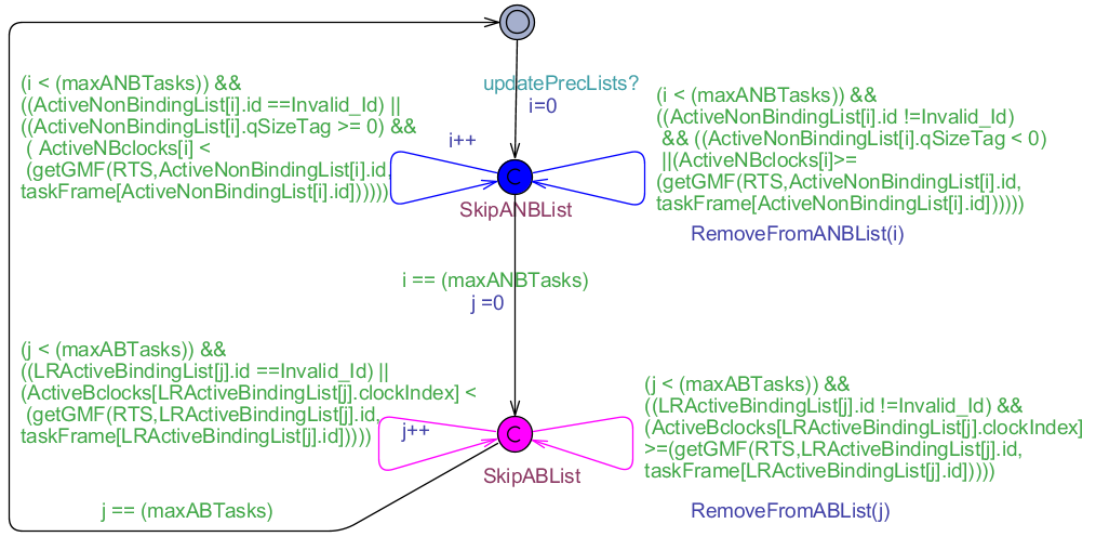 updatePrecLists?
i=0
(i < (maxANBTasks)) &&
((ActiveNonBindingList[i].id ==Invalid_Id) ||
((ActiveNonBindingList[i].qSizeTag >= 0) &&
( ActiveNBclocks[i] <
(getGMF(RTS,ActiveNonBindingList[i].id,
taskFrame[ActiveNonBindingList[i].id))))))
i++
C
SkipANBList
(i < (maxANBTasks)) &&
((ActiveNonBindingList[i].id !=Invalid_Id)
&& ((ActiveNonBindingList[i].qSizeTag < 0)
||(ActiveNBclocks[i]>=
(getGMF(RTS,ActiveNonBindingList[i].id,
taskFrame[ActiveNonBindingList[i].id]))))))
RemoveFromANBList(i)
i == (maxANBTasks)
j =0
(j < (maxABTasks)) &&
((LRActiveBindingList[j].id ==Invalid_Id) ||
(ActiveBclocks[LRActiveBindingList[j].clockIndex] <
(getGMF(RTS,LRActiveBindingList[j].id,
taskFrame[LRActiveBindingList[j].id]))))
j++
C
SkipABList
(j < (maxABTasks)) &&
((LRActiveBindingList[j].id !=Invalid_Id) &&
(ActiveBclocks[LRActiveBindingList[j].clockIndex]
>=(getGMF(RTS,LRActiveBindingList[j].id,
taskFrame[LRActiveBindingList[j].id]))))
RemoveFromABList(j)
j == (maxABTasks)